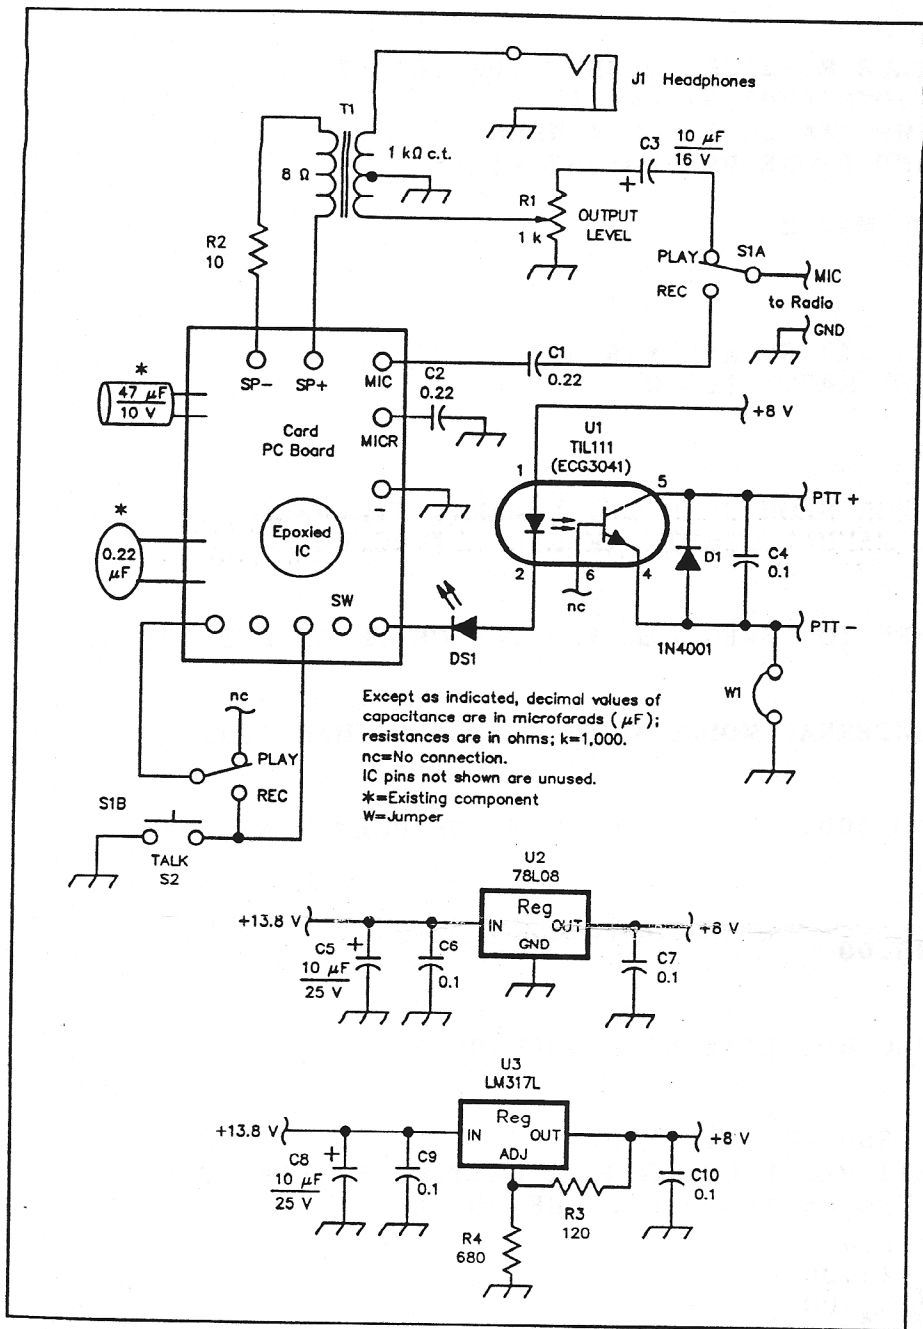 J1 Headphones
T1
1 kΩ c.t.
8 Ω
C3
10 µF
16 V
+
R1
1 k
OUTPUT
LEVEL
R2
10
PLAY
S1A
REC
MIC
to Radio
GND
SP-
SP+
MIC
C1
0.22
*
47 µF
10 V
C2
0.22
MICR
+8 V
Card
PC Board
U1
TIL111
(ECG3041)
-
1
5
PTT +
*
0.22
µF
Epoxied
IC
D1
C4
0.1
2
6
4
nc
SW
DS1
1N4001
PTT -
W1
nc
PLAY
REC
S1B
TALK
S2
Except as indicated, decimal values of
capacitance are in microfarads (µF);
resistances are in ohms; k=1,000.
nc=No connection.
IC pins not shown are unused.
*=Existing component
W=Jumper
U2
78L08
Reg
+13.8 V
IN
OUT
GND
+8 V
C5
+
10 µF
25 V
C6
0.1
C7
0.1
U3
LM317L
Reg
+13.8 V
IN
OUT
ADJ
+8 V
C8
+
10 µF
25 V
C9
0.1
C10
0.1
R3
120
R4
680